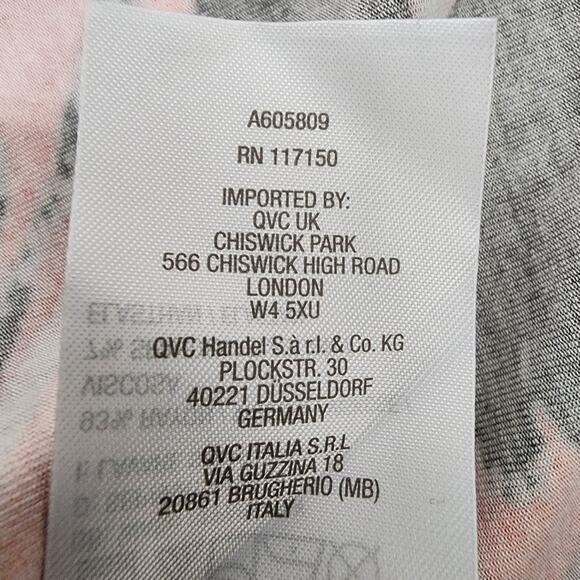 A605809
RN 117150
IMPORTED BY:
QVC UK
CHISWICK PARK
566 CHISWICK HIGH ROAD
LONDON
W4 5XU
QVC Handel S.à r.l. & Co. KG
PLOCKSTR. 30
40221 DÜSSELDORF
GERMANY
QVC ITALIA S.R.L
VIA GUZZINA 18
20861 BRUGHERIO (MB)
ITALY